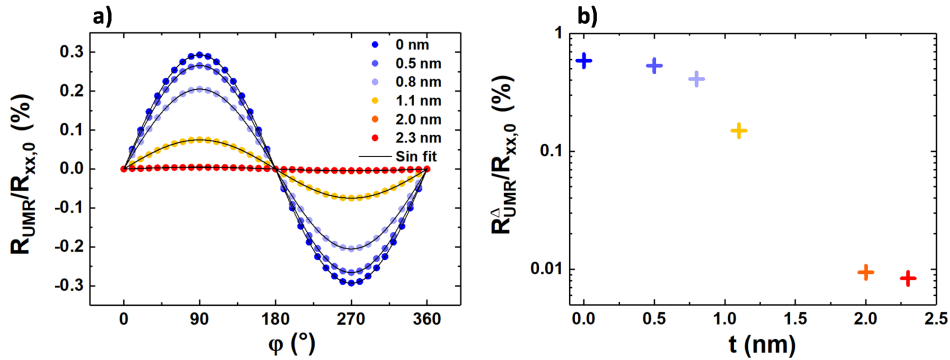 a)
R_UMR/R_xx,0 (%)
0.3
0.2
0.1
0.0
-0.1
-0.2
-0.3
0 nm
0.5 nm
0.8 nm
1.1 nm
2.0 nm
2.3 nm
Sin fit
0 90 180 270 360
φ (°)
b)
R^Δ_UMR/R_xx,0 (%)
1
0.1
0.01
0.0 0.5 1.0 1.5 2.0 2.5
t (nm)